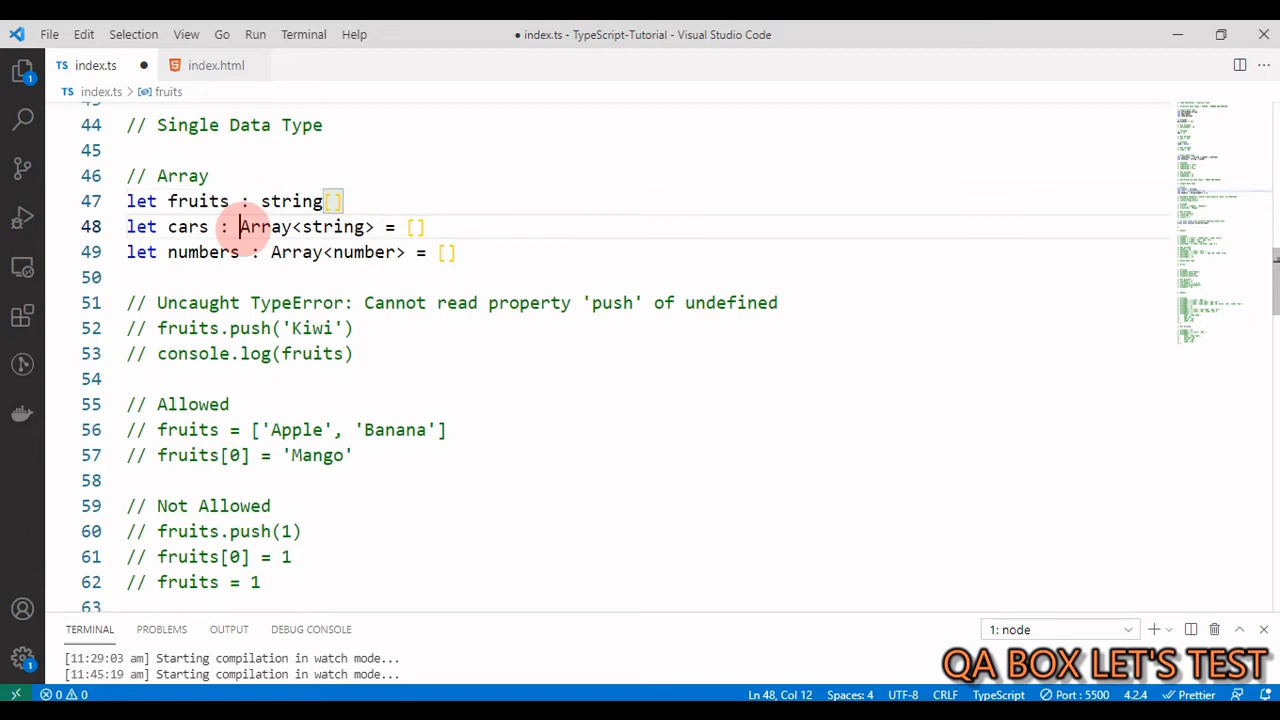 File Edit Selection View Go Run Terminal Help
● index.ts - TypeScript-Tutorial - Visual Studio Code
TS index.ts ●
index.html
TS index.ts > fruits
1
44 // Single Data Type
45
46 // Array
47 let fruits : string[]
48 let cars : Array<string> = []
49 let numbers : Array<number> = []
50
51 // Uncaught TypeError: Cannot read property 'push' of undefined
52 // fruits.push('Kiwi')
53 // console.log(fruits)
54
55 // Allowed
56 // fruits = ['Apple', 'Banana']
57 // fruits[0] = 'Mango'
58
59 // Not Allowed
60 // fruits.push(1)
61 // fruits[0] = 1
62 // fruits = 1
63
TERMINAL PROBLEMS OUTPUT DEBUG CONSOLE
1: node
[11:29:03 am] Starting compilation in watch mode...
[11:45:19 am] Starting compilation in watch mode...
1
QA BOX LET'S TEST
0 0
Ln 48, Col 12 Spaces: 4 UTF-8 CRLF TypeScript Port : 5500 4.2.4 Prettier